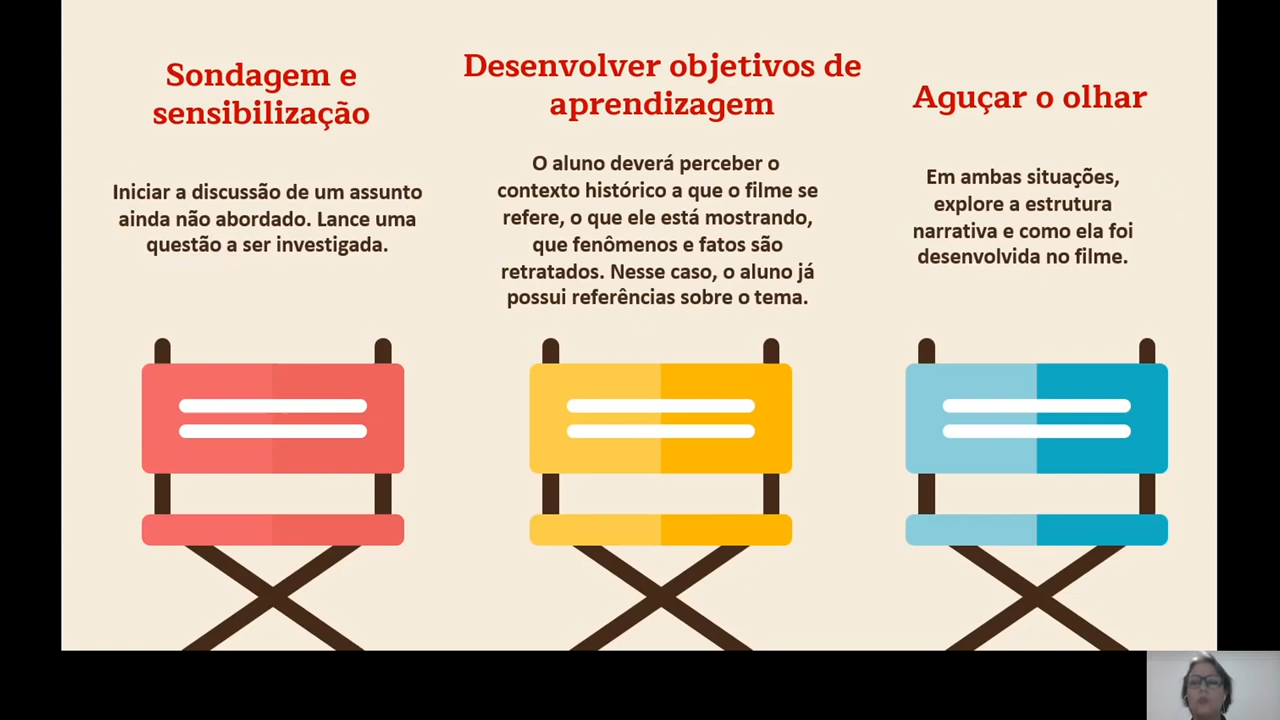 Sondagem e
sensibilização
Iniciar a discussão de um assunto
ainda não abordado. Lance uma
questão a ser investigada.
Desenvolver objetivos de
aprendizagem
O aluno deverá perceber o
contexto histórico a que o filme se
refere, o que ele está mostrando,
que fenômenos e fatos são
retratados. Nesse caso, o aluno já
possui referências sobre o tema.
Aguçar o olhar
Em ambas situações,
explore a estrutura
narrativa e como ela foi
desenvolvida no filme.